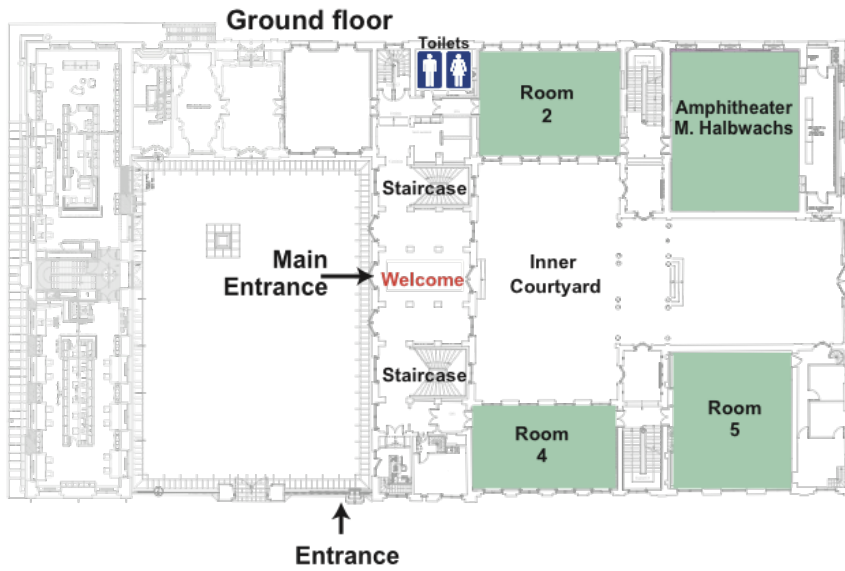 Ground floor
Toilets
Room
2
Amphitheater
M. Halbwachs
Staircase
Main
Entrance
Welcome
Inner
Courtyard
Staircase
Room
4
Room
5
Entrance